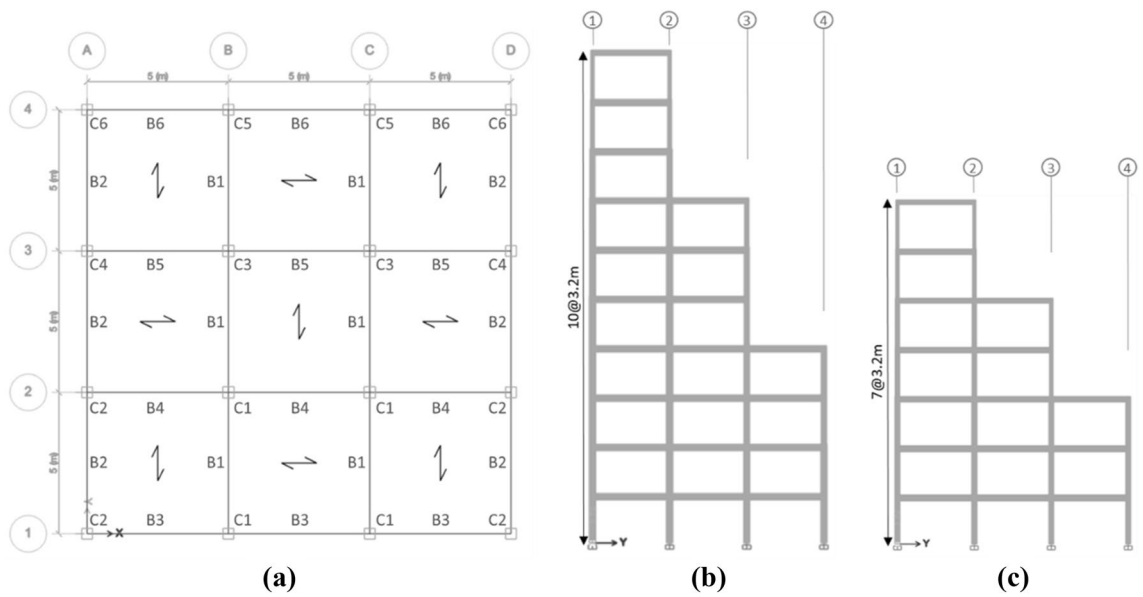 A B C D
5 (m) 5 (m) 5 (m)
4
C6 B6 C5 B6 C5 B6 C6
5 (m) B2 B1 B1 B2
3
C4 B5 C3 B5 C3 B5 C4
5 (m) B2 B1 B1 B2
2
C2 B4 C1 B4 C1 B4 C2
5 (m) B2 B1 B1 B2
Y
C2 B3 C1 B3 C1 B3 C2
1 X
(a)
1 2 3 4
10@3.2m
Y
(b)
1 2 3 4
7@3.2m
Y
(c)